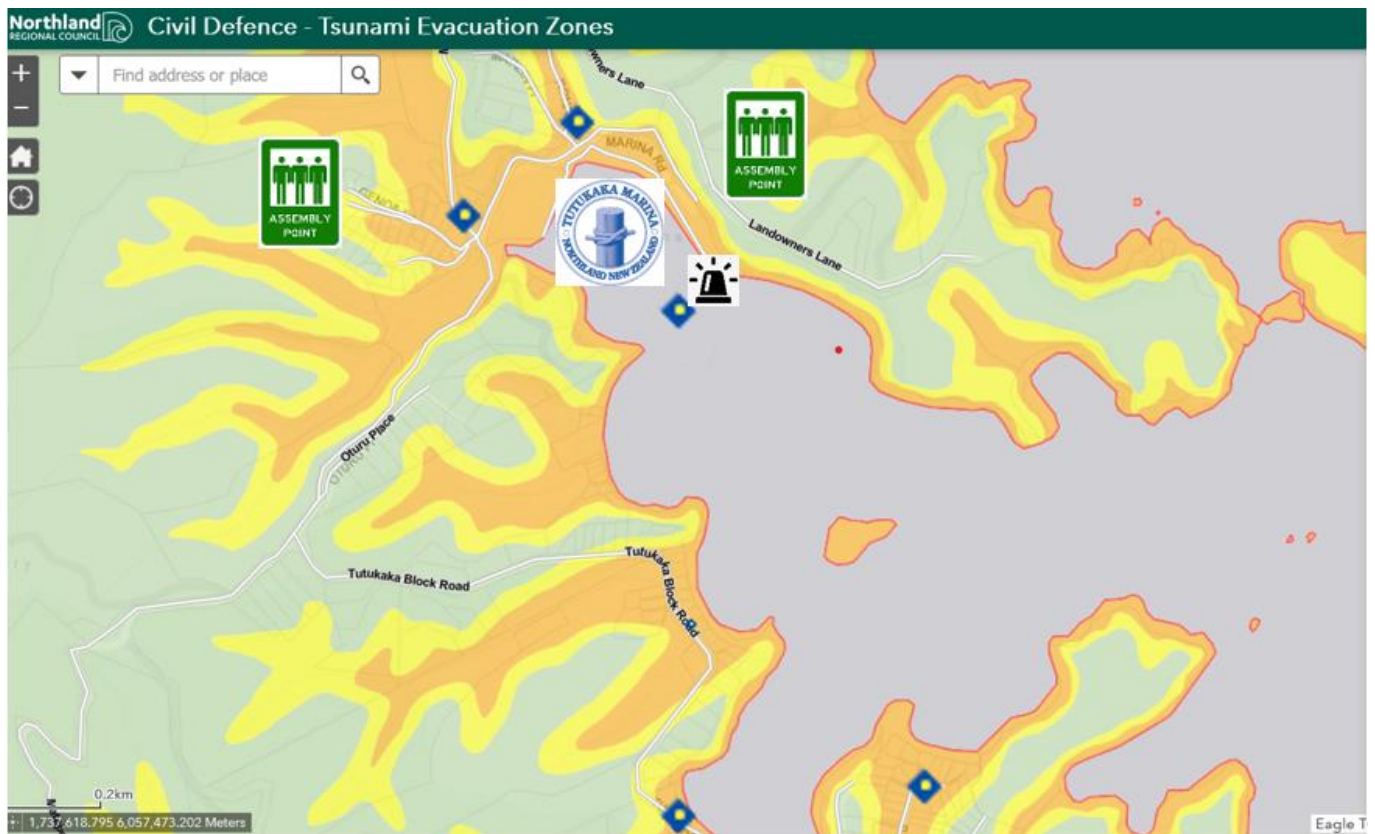 Northland
REGIONAL COUNCIL
Civil Defence - Tsunami Evacuation Zones
+
Find address or place
−
owners Lane
MARINA Rd
ASSEMBLY
POINT
ASSEMBLY
POINT
TUTUKAKA MARINA
NORTHLAND NEW ZEALAND
Landowners Lane
Oturu Place
Tutukaka Block Road
Tutukaka Block Road
0.2km
1,737,618.795 6,057,473.202 Meters